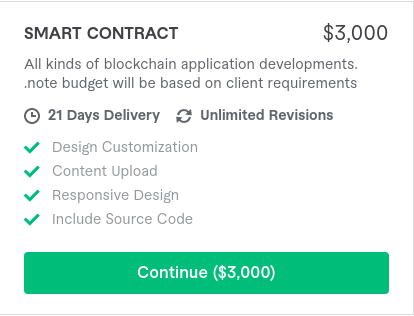 SMART CONTRACT $3,000
All kinds of blockchain application developments.
.note budget will be based on client requirements
21 Days Delivery Unlimited Revisions
Design Customization
Content Upload
Responsive Design
Include Source Code
Continue ($3,000)